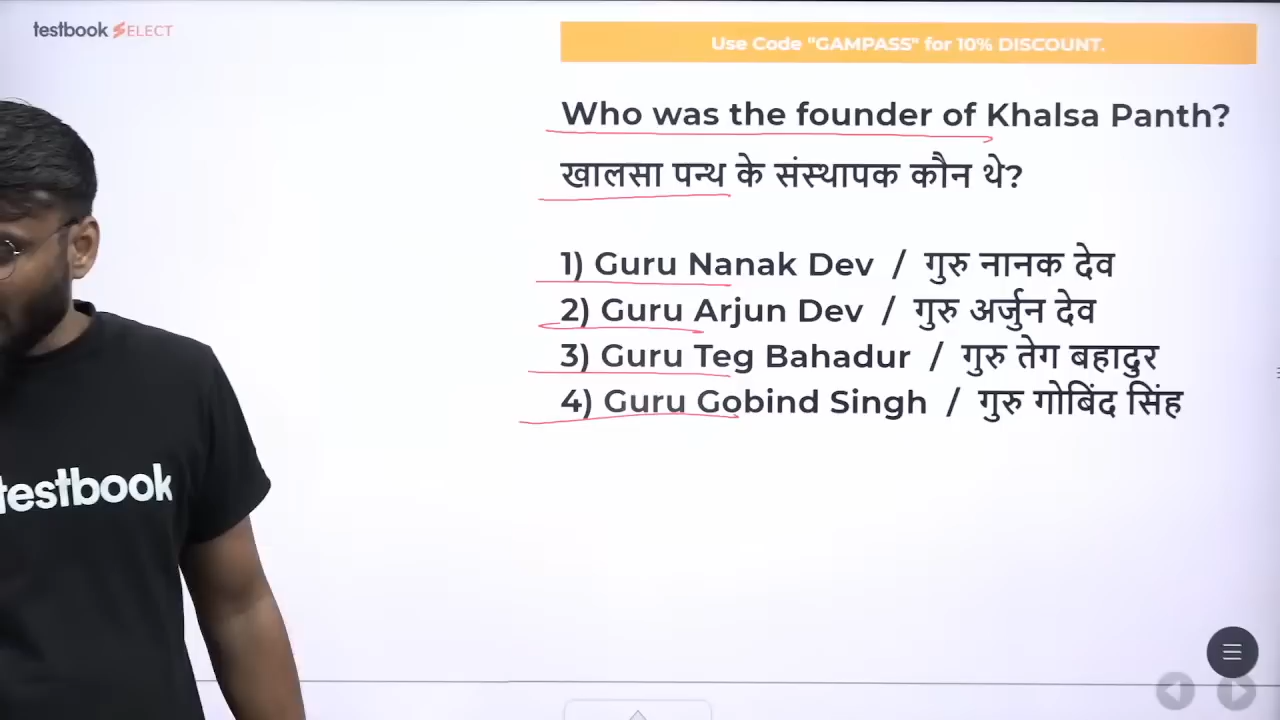 testbook SELECT
Use Code "GAMPASS" for 10% DISCOUNT.
Who was the founder of Khalsa Panth?
खालसा पन्थ के संस्थापक कौन थे?
1) Guru Nanak Dev / गुरु नानक देव
2) Guru Arjun Dev / गुरु अर्जुन देव
3) Guru Teg Bahadur / गुरु तेग बहादुर
4) Guru Gobind Singh / गुरु गोबिंद सिंह
testbook